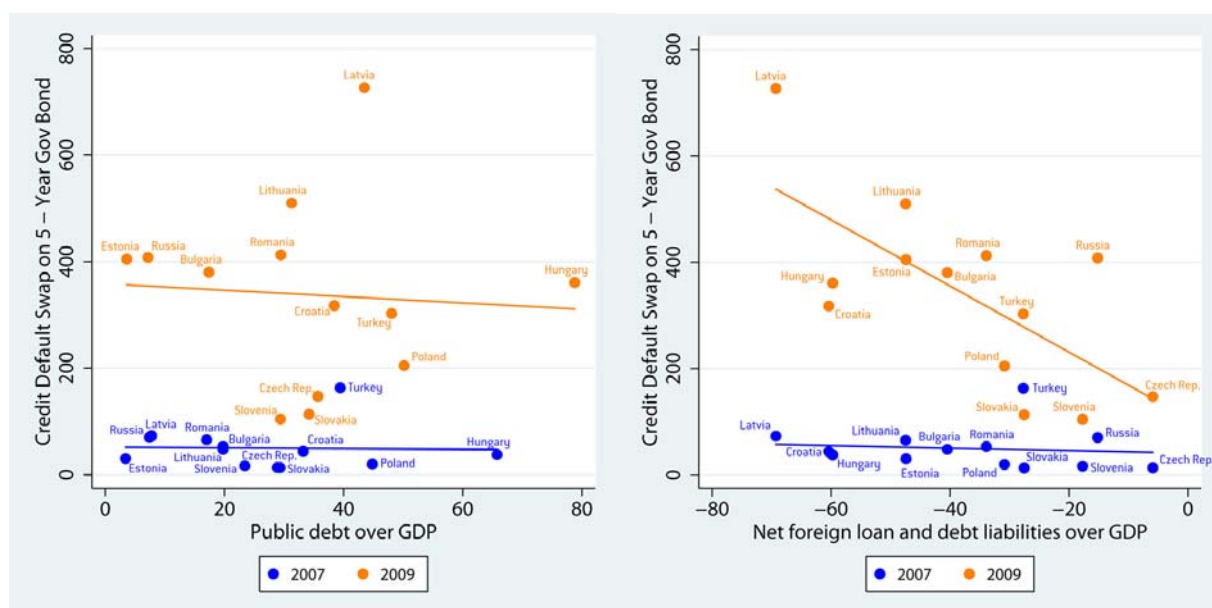 Credit Default Swap on 5 – Year Gov Bond
800
600
400
200
0
Latvia
Lithuania
Estonia
Russia
Romania
Bulgaria
Hungary
Croatia
Turkey
Poland
Czech Rep.
Turkey
Slovenia
Slovakia
Russia
Latvia
Romania
Bulgaria
Croatia
Hungary
Lithuania
Czech Rep.
Estonia
Slovenia
Slovakia
Poland
0 20 40 60 80
Public debt over GDP
2007 2009
Credit Default Swap on 5 – Year Gov Bond
800
600
400
200
0
Latvia
Lithuania
Romania
Russia
Hungary
Estonia
Bulgaria
Croatia
Turkey
Poland
Czech Rep.
Turkey
Slovakia
Slovenia
Latvia
Lithuania
Bulgaria
Romania
Russia
Croatia
Hungary
Slovakia
Czech Rep.
Estonia
Poland
Slovenia
−80 −60 −40 −20 0
Net foreign loan and debt liabilities over GDP
2007 2009